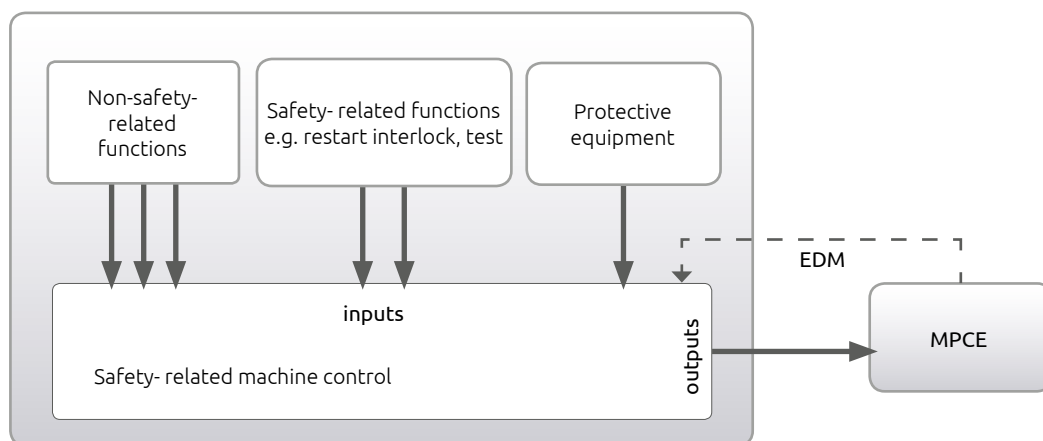 Non-safety-
related
functions
Safety- related functions
e.g. restart interlock, test
Protective
equipment
EDM
inputs
outputs
MPCE
Safety- related machine control